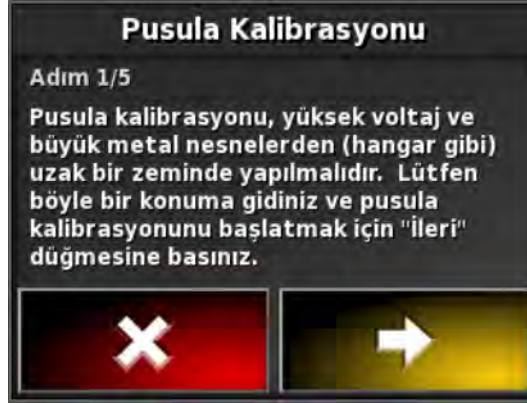 Pusula Kalibrasyonu
Adım 1/5
Pusula kalibrasyonu, yüksek voltaj ve
büyük metal nesnelerden (hangar gibi)
uzak bir zeminde yapılmalıdır. Lütfen
böyle bir konuma gidiniz ve pusula
kalibrasyonunu başlatmak için "İleri"
düğmesine basınız.